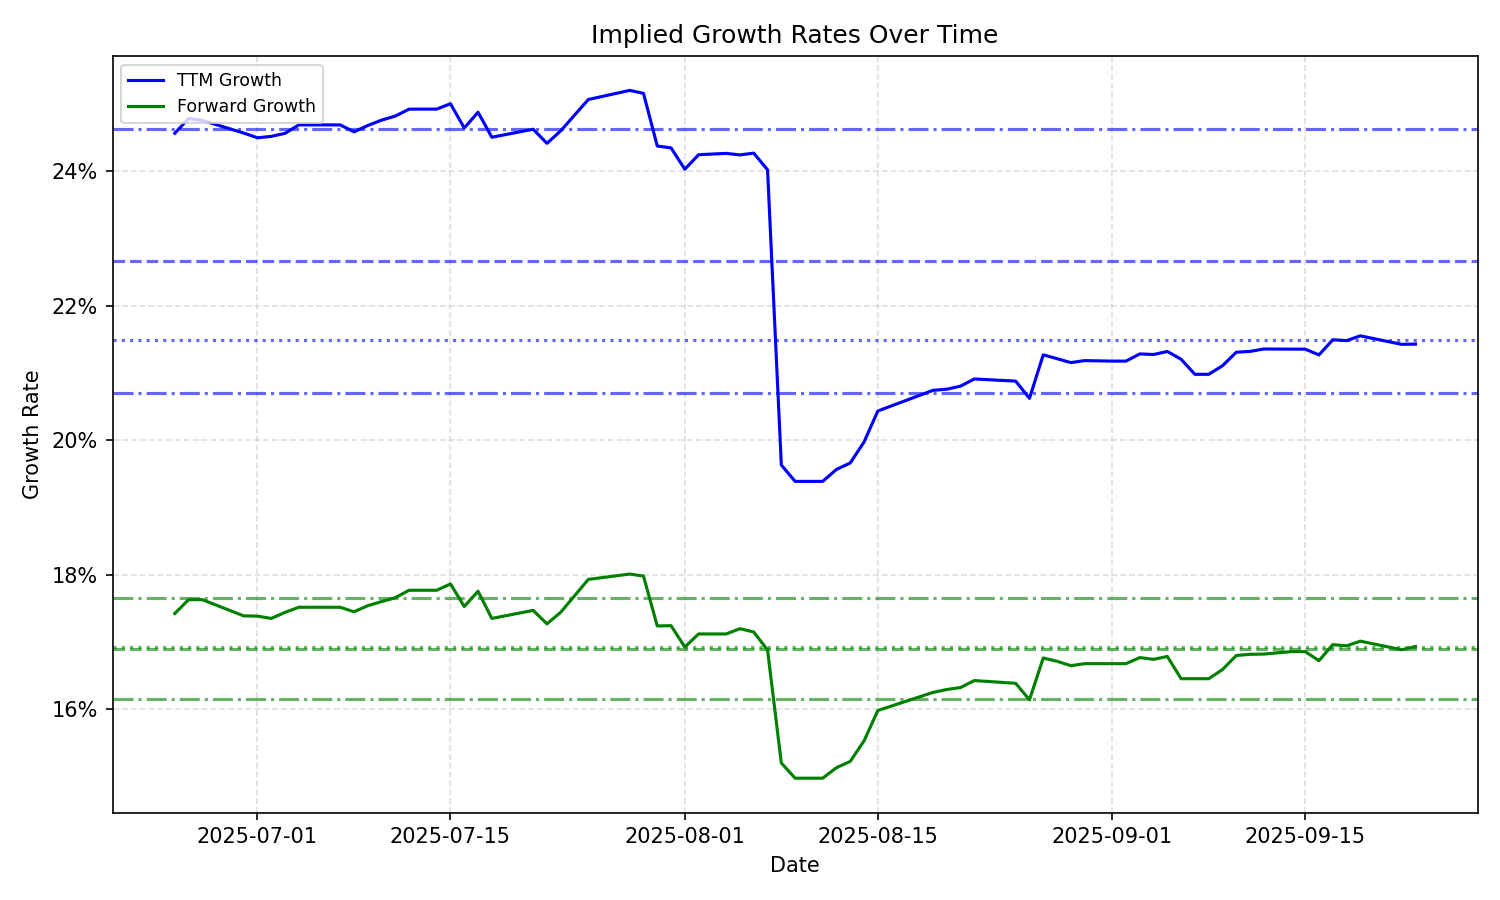 Implied Growth Rates Over Time
TTM Growth
Forward Growth
24%
22%
20%
18%
16%
Growth Rate
2025-07-01
2025-07-15
2025-08-01
2025-08-15
2025-09-01
2025-09-15
Date